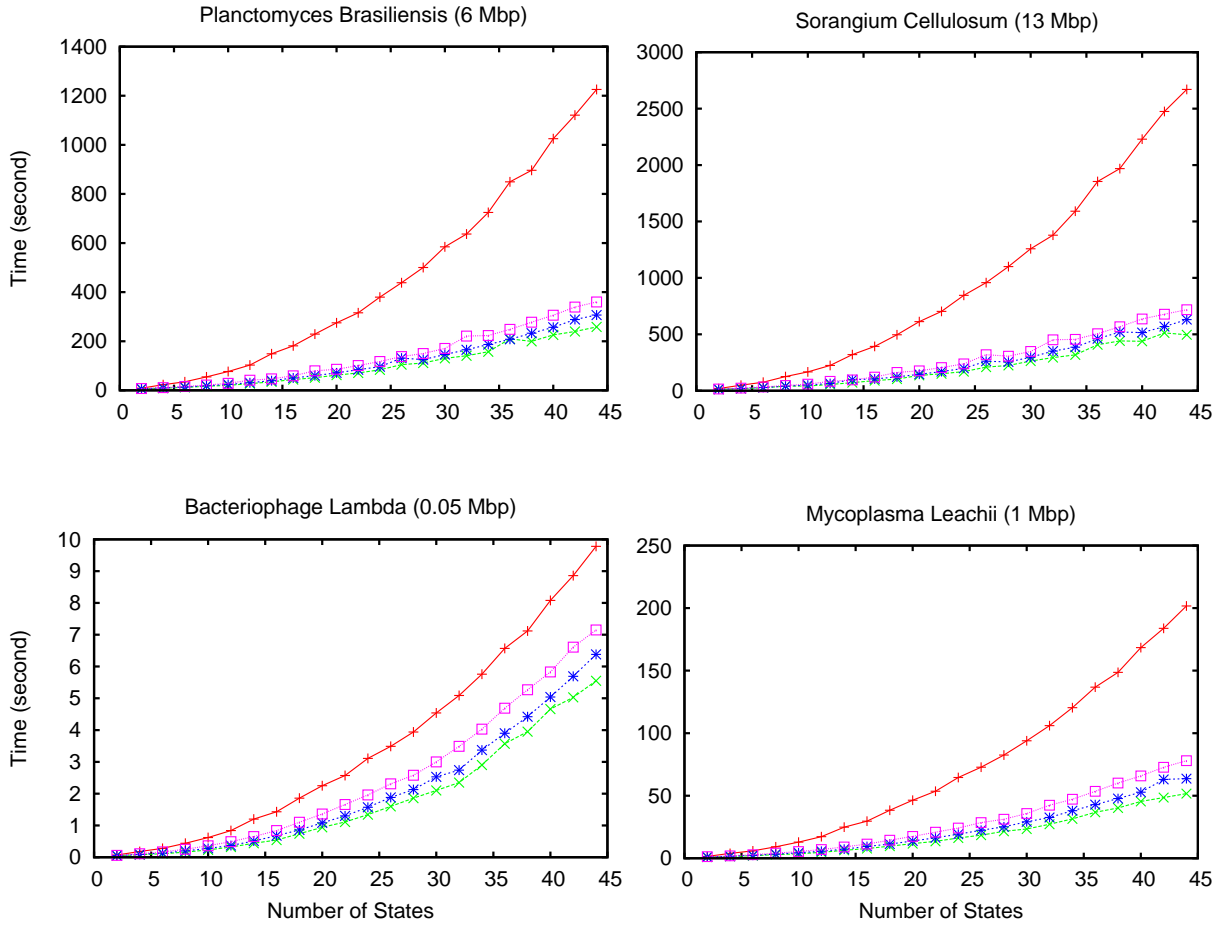 Planctomyces Brasiliensis (6 Mbp)
Time (second)
1400
1200
1000
800
600
400
200
0
0 5 10 15 20 25 30 35 40 45
Sorangium Cellulosum (13 Mbp)
3000
2500
2000
1500
1000
500
0
0 5 10 15 20 25 30 35 40 45
Bacteriophage Lambda (0.05 Mbp)
Time (second)
10
9
8
7
6
5
4
3
2
1
0
0 5 10 15 20 25 30 35 40 45
Number of States
Mycoplasma Leachii (1 Mbp)
250
200
150
100
50
0
0 5 10 15 20 25 30 35 40 45
Number of States